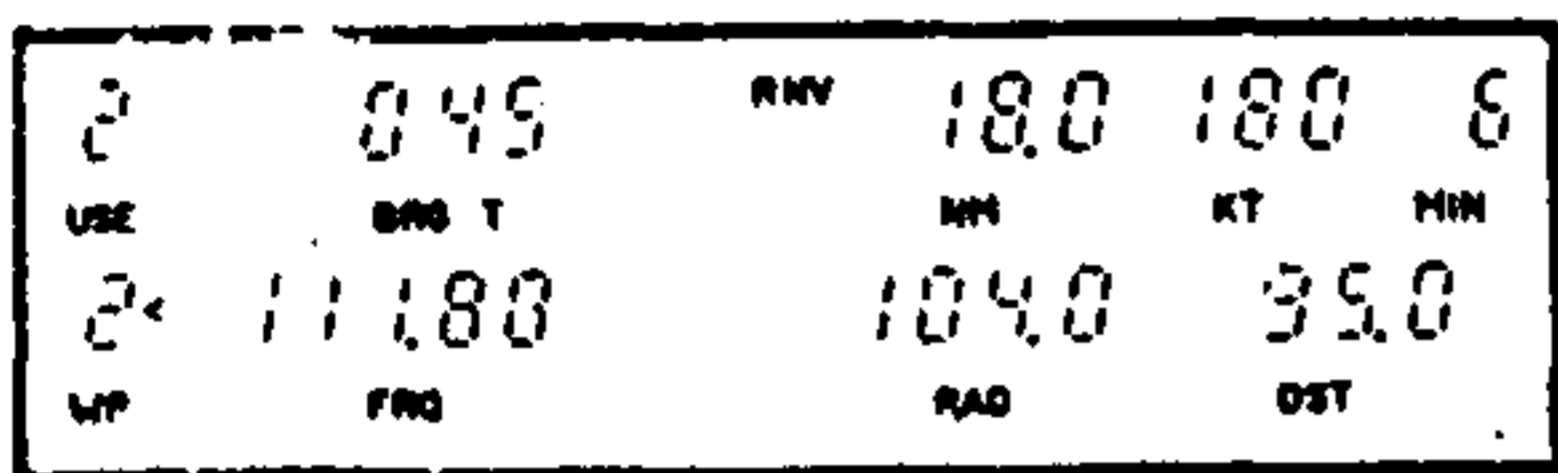 2 045 RNV 18.0 180 6
USE BRG T NM KT MIN
2< 111.80 104.0 35.0
WP FRQ RAD DST